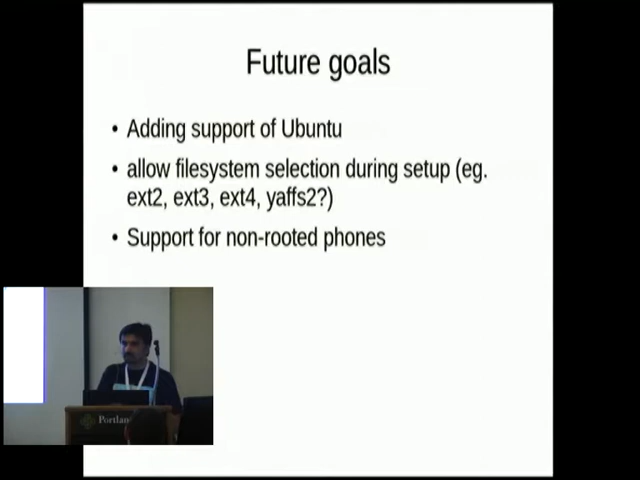 Future goals
• Adding support of Ubuntu
• allow filesystem selection during setup (eg.
ext2, ext3, ext4, yaffs2?)
• Support for non-rooted phones
Portlan